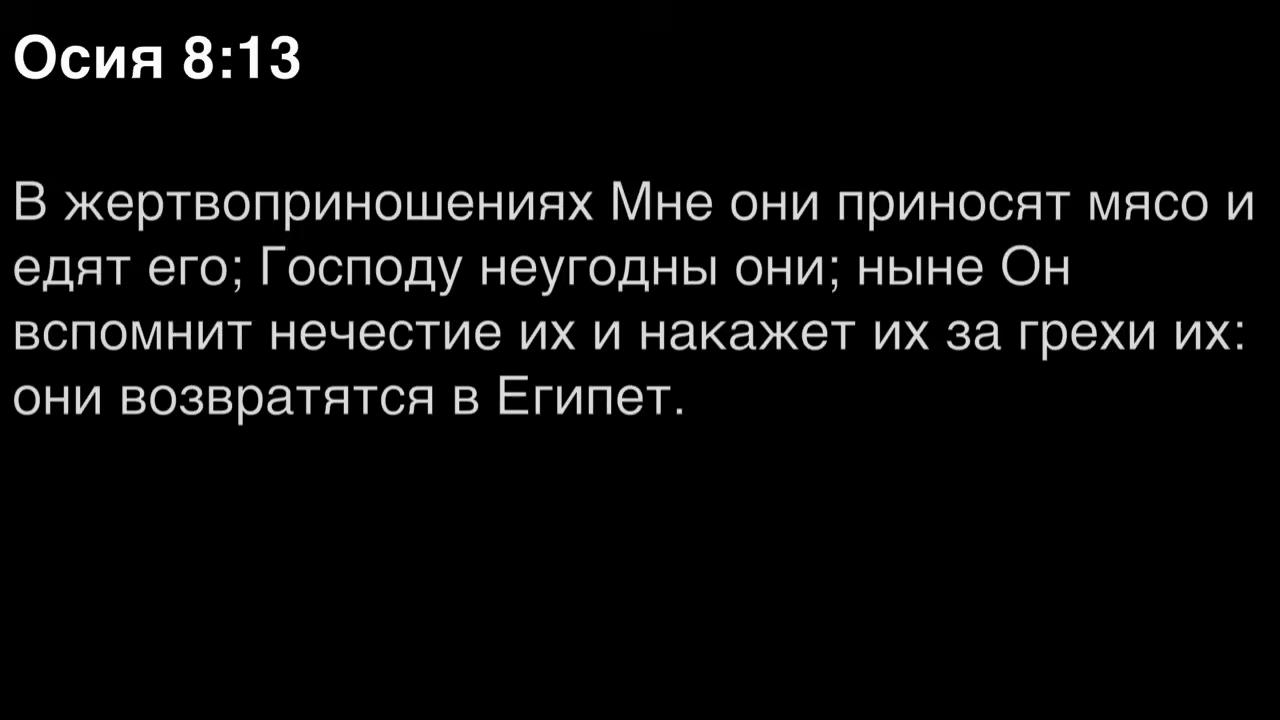 Осия 8:13
В жертвоприношениях Мне они приносят мясо и
едят его; Господу неугодны они; ныне Он
вспомнит нечестие их и накажет их за грехи их:
они возвратятся в Египет.